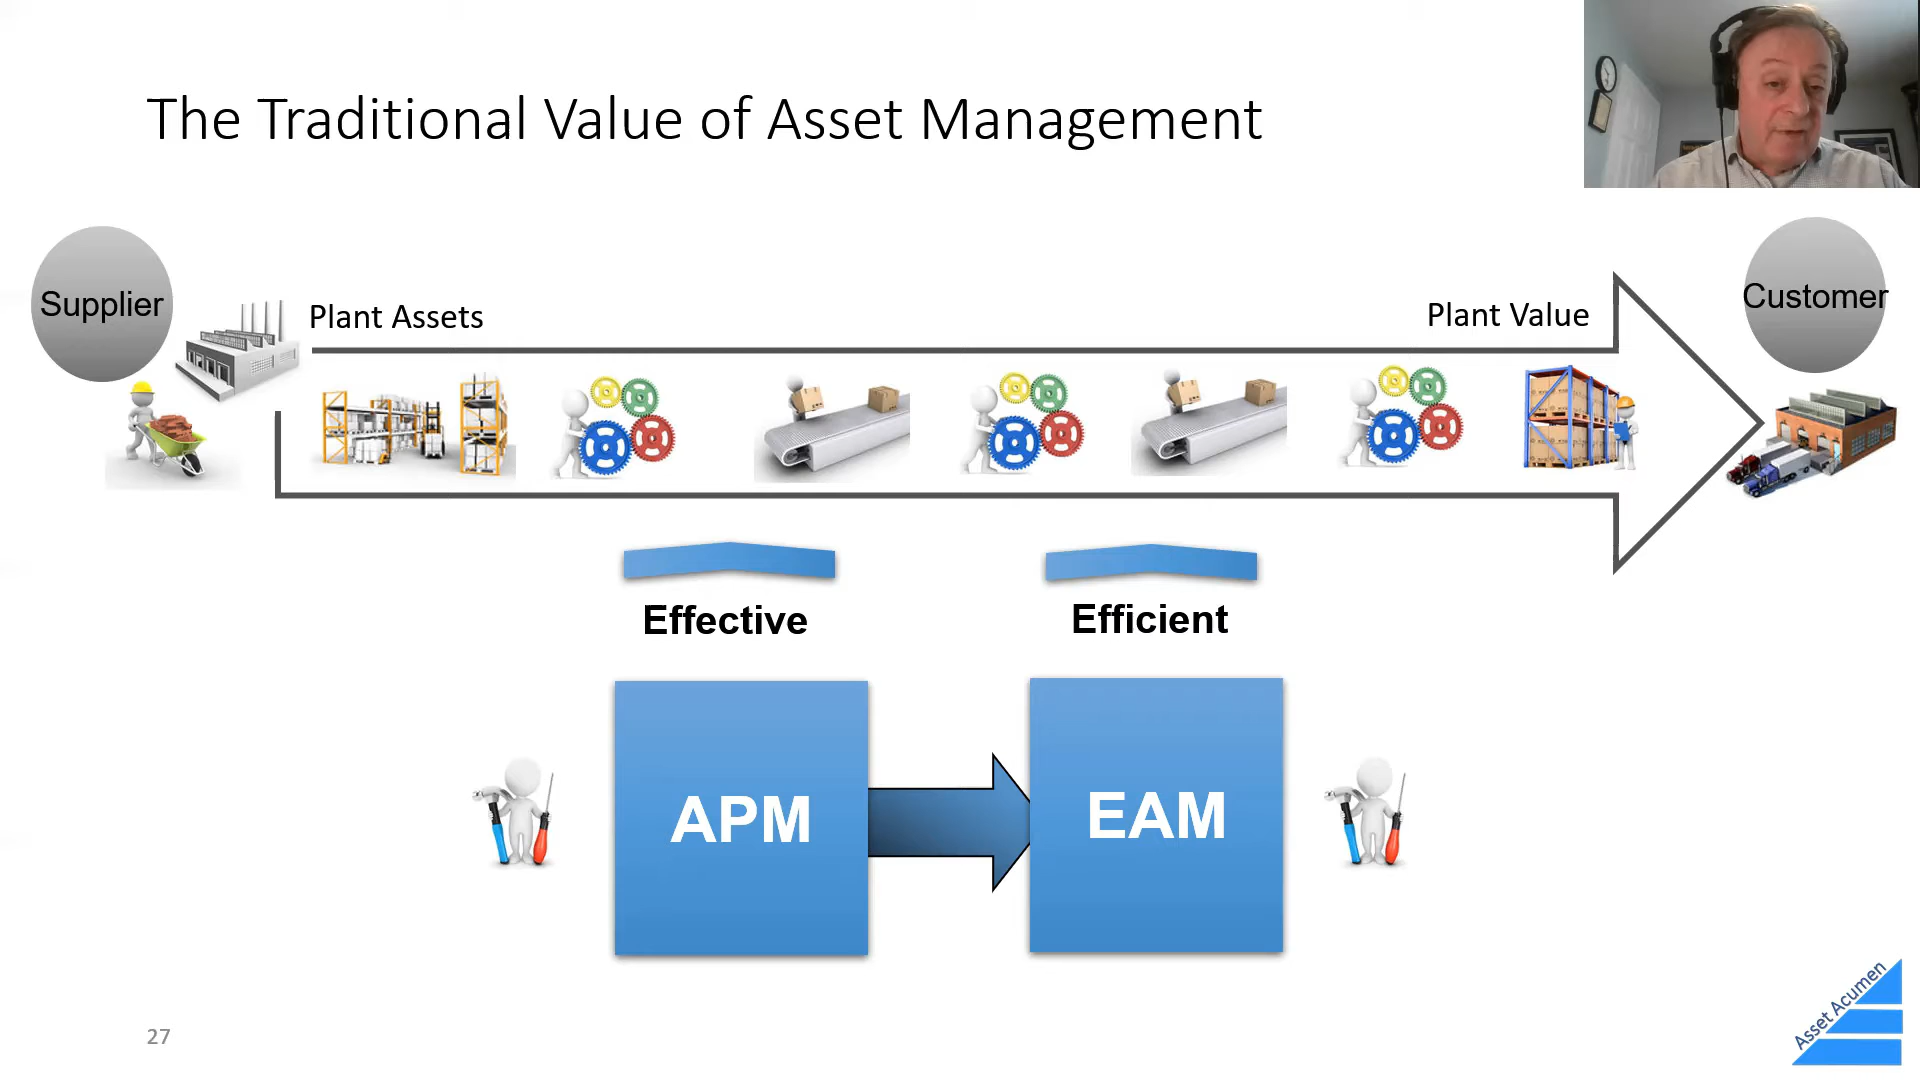 The Traditional Value of Asset Management
Supplier
Customer
Plant Assets
Plant Value
Effective
Efficient
APM
EAM
27
Asset Acumen